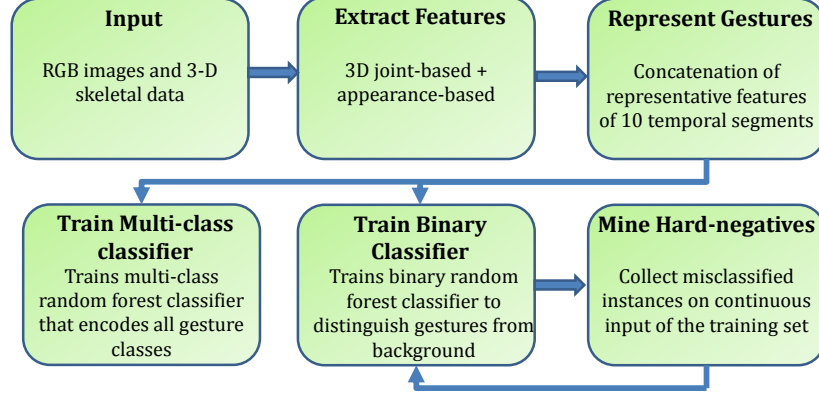 Input
RGB images and 3-D
skeletal data
Extract Features
3D joint-based +
appearance-based
Represent Gestures
Concatenation of
representative features
of 10 temporal segments
Train Multi-class
classifier
Trains multi-class
random forest classifier
that encodes all gesture
classes
Train Binary
Classifier
Trains binary random
forest classifier to
distinguish gestures from
background
Mine Hard-negatives
Collect misclassified
instances on continuous
input of the training set